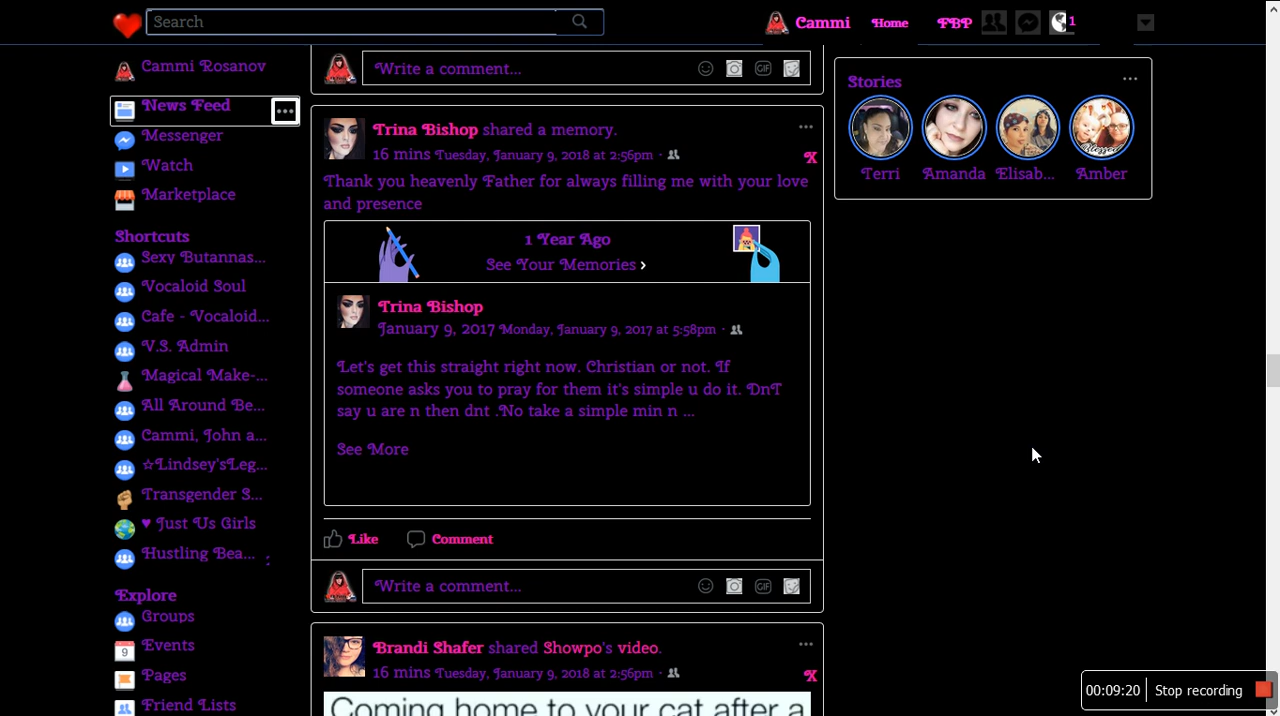 Search
Cammi Home FBP 1
Cammi Rosanov
News Feed
Messenger
Watch
Marketplace
Shortcuts
Sexy Butannas...
Vocaloid Soul
Cafe - Vocaloid...
V.S. Admin
Magical Make-...
All Around Be...
Cammi, John a...
☆Lindsey'sLeg...
Transgender S...
♥ Just Us Girls
Hustling Bea...
Explore
Groups
Events
9
Pages
Friend Lists
Write a comment...
GIF
Trina Bishop shared a memory.
16 mins Tuesday, January 9, 2018 at 2:56pm ·
X
Thank you heavenly Father for always filling me with your love
and presence
1 Year Ago
See Your Memories ›
Trina Bishop
January 9, 2017 Monday, January 9, 2017 at 5:58pm ·
Let's get this straight right now. Christian or not. If
someone asks you to pray for them it's simple u do it. DnT
say u are n then dnt .No take a simple min n ...
See More
Like Comment
Write a comment...
GIF
Brandi Shafer shared Showpo's video.
16 mins Tuesday, January 9, 2018 at 2:56pm ·
X
Coming home to your cat after a
Stories
Terri Amanda Elisab... Amber
Blessed
00:09:20 Stop recording